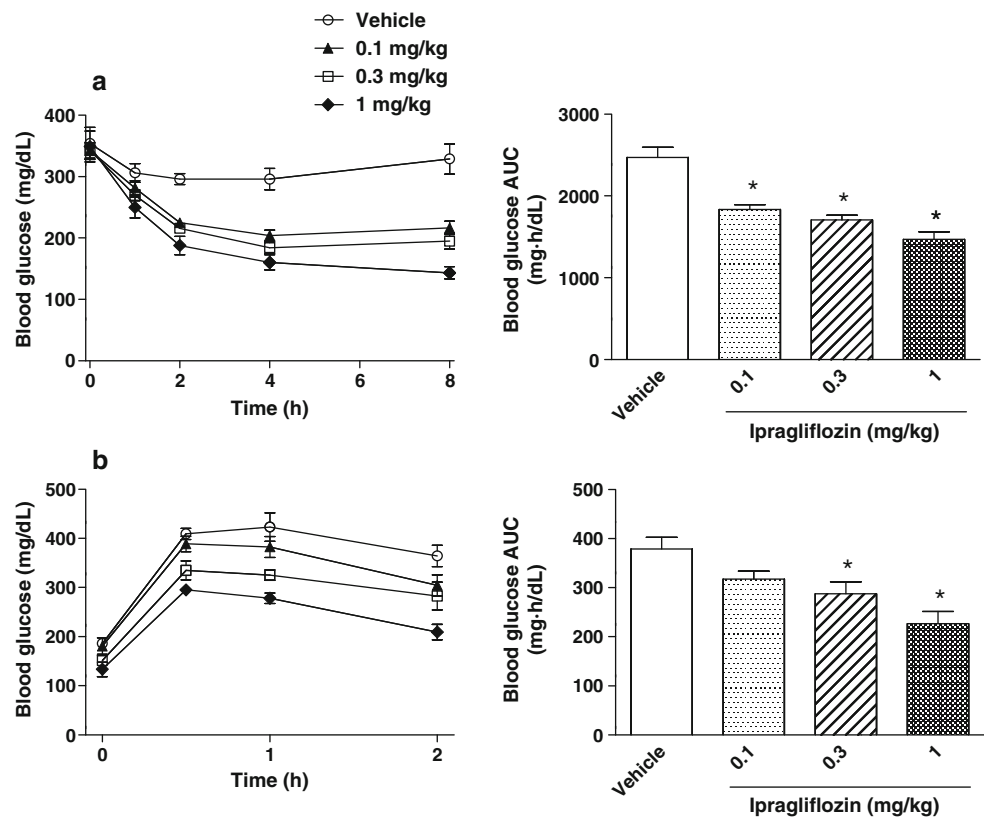 Vehicle
0.1 mg/kg
0.3 mg/kg
1 mg/kg
a
Blood glucose (mg/dL)
400
300
200
100
0
0 2 4 6 8
Time (h)
Blood glucose AUC
(mg·h/dL)
3000
2000
1000
0
*
*
*
Vehicle
0.1
0.3
1
Ipragliflozin (mg/kg)
b
Blood glucose (mg/dL)
500
400
300
200
100
0
0 1 2
Time (h)
Blood glucose AUC
(mg·h/dL)
500
400
300
200
100
0
*
*
Vehicle
0.1
0.3
1
Ipragliflozin (mg/kg)